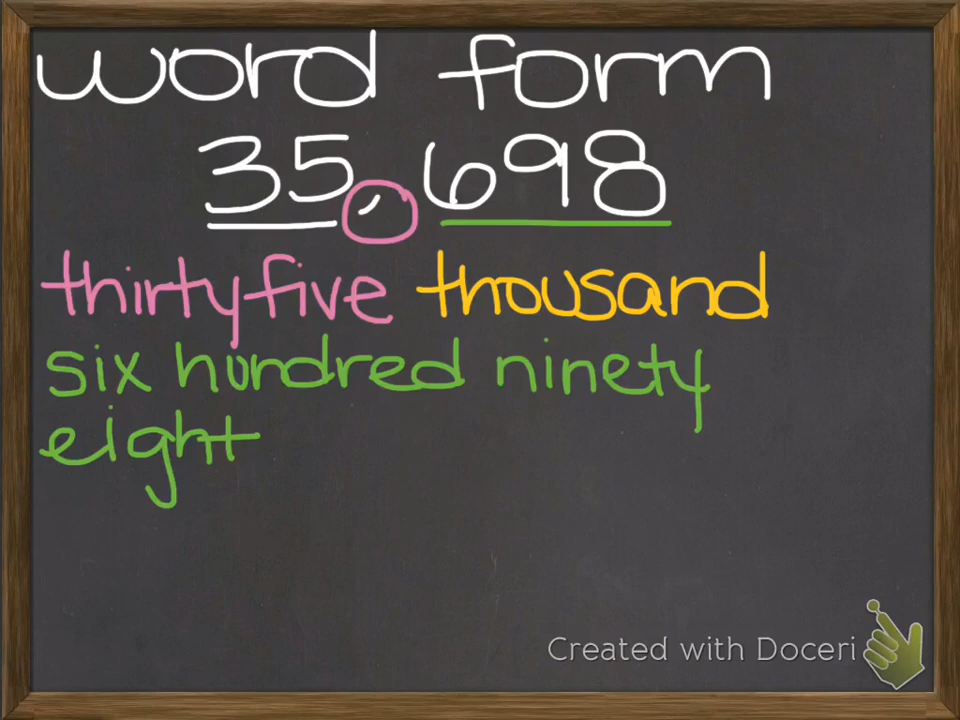 word form
35,698
thirtyfive thousand
six hundred ninety
eight
Created with Doceri